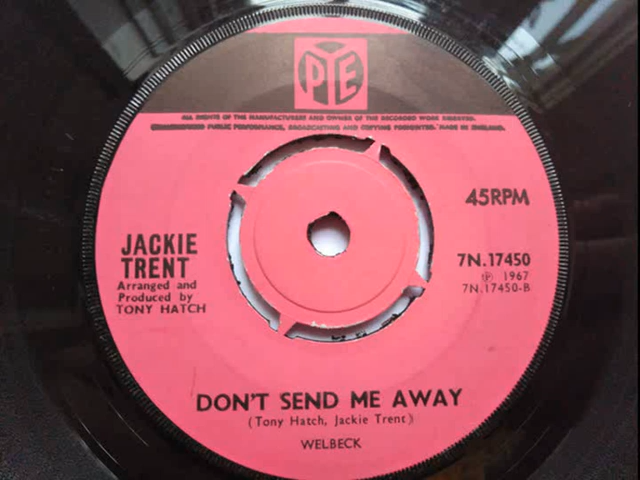 PYE
ALL RIGHTS OF THE MANUFACTURERS AND OWNER OF THE RECORDED WORK RESERVED.
UNAUTHORISED PUBLIC PERFORMANCE, BROADCASTING AND COPYING PROHIBITED. MADE IN ENGLAND.
45RPM
JACKIE
TRENT
Arranged and
Produced by
TONY HATCH
7N.17450
℗ 1967
7N.17450-B
DON'T SEND ME AWAY
(Tony Hatch, Jackie Trent)
WELBECK